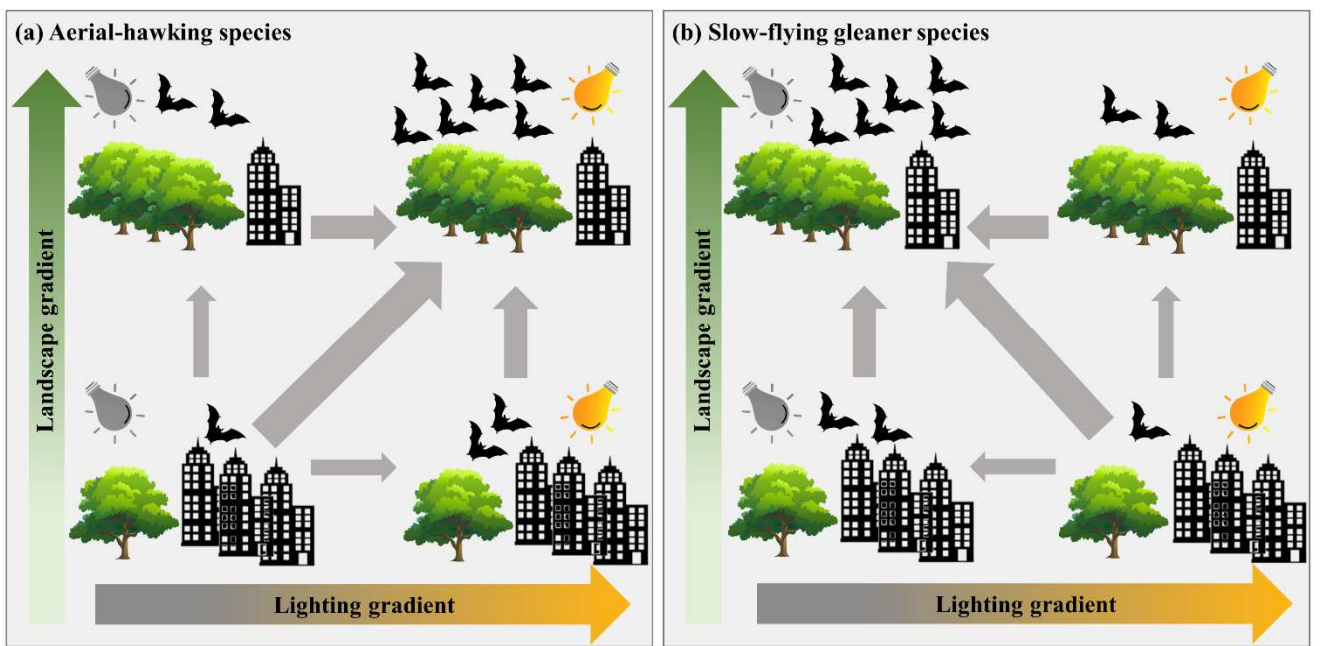 (a) Aerial-hawking species
Landscape gradient
Lighting gradient
(b) Slow-flying gleaner species
Landscape gradient
Lighting gradient